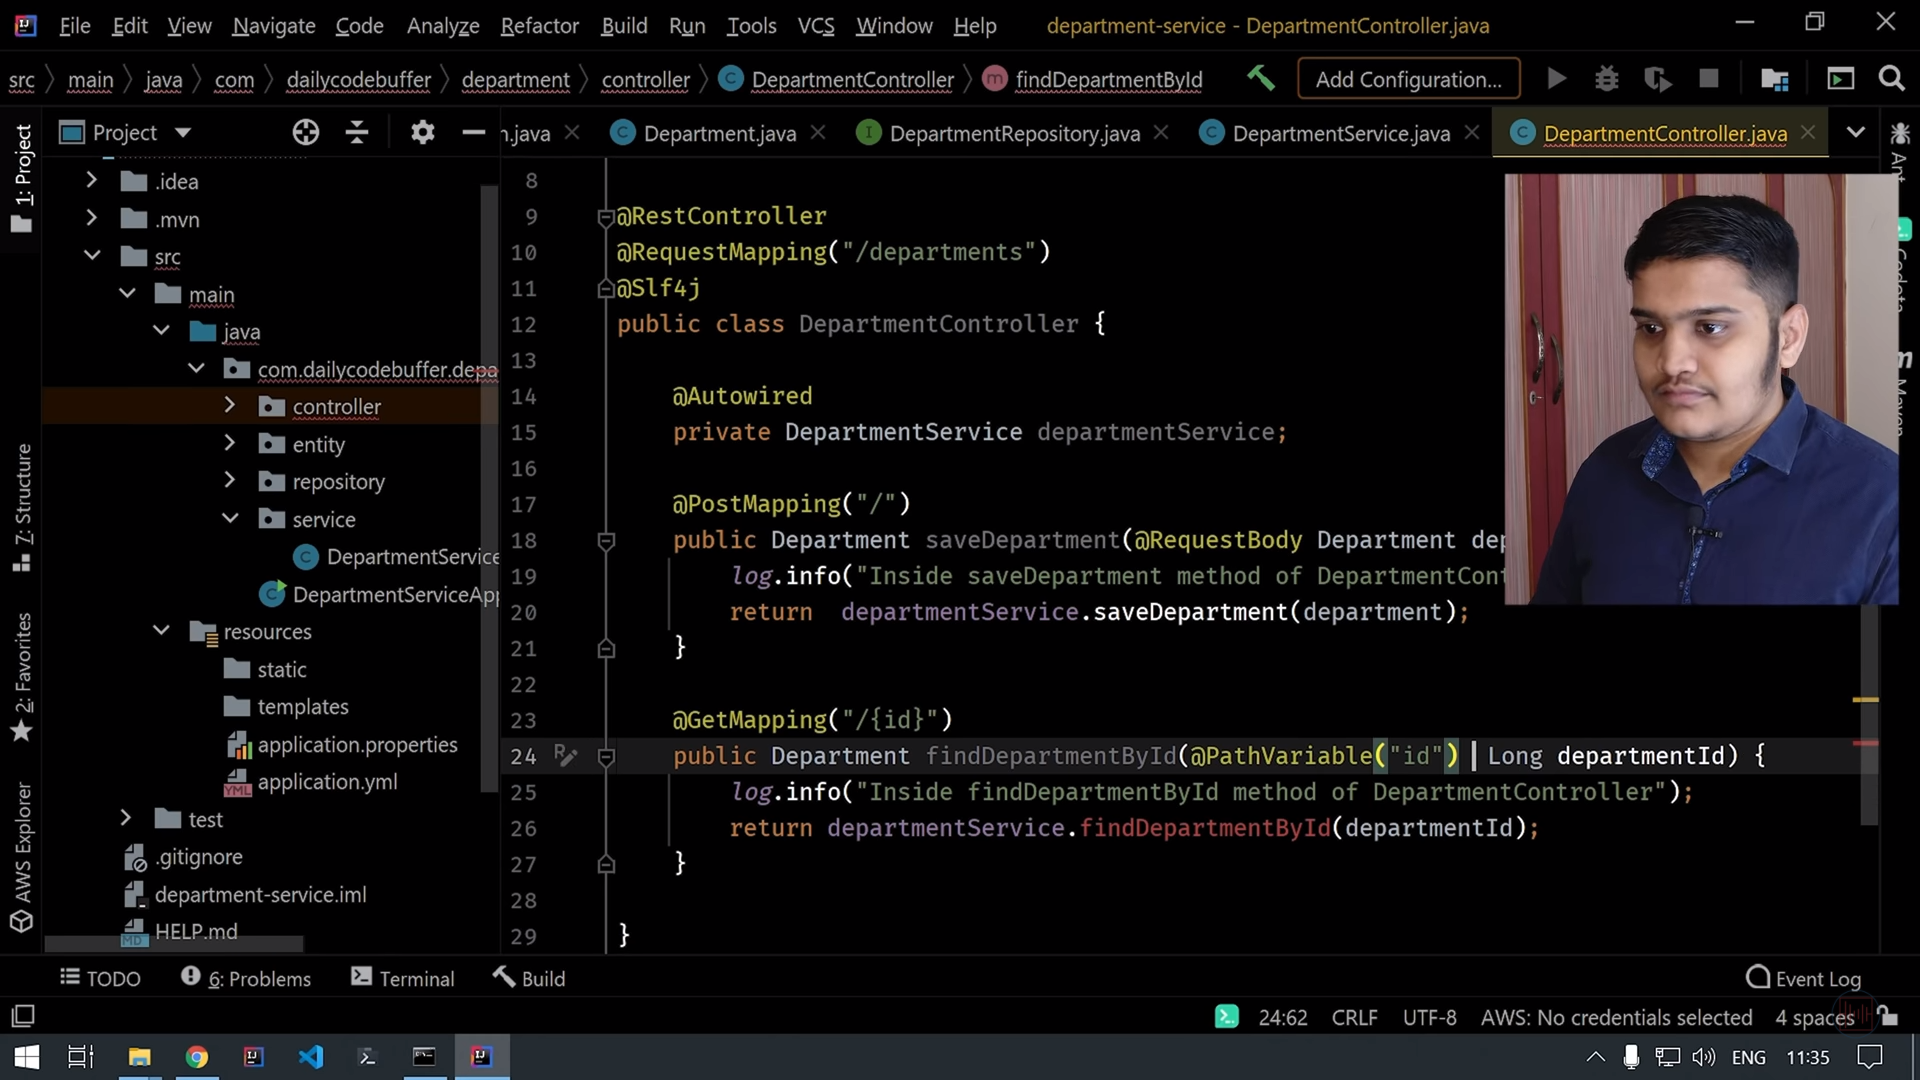 File Edit View Navigate Code Analyze Refactor Build Run Tools VCS Window Help department-service - DepartmentController.java
src main java com dailycodebuffer department controller DepartmentController findDepartmentById Add Configuration...
Project
n.java Department.java DepartmentRepository.java DepartmentService.java DepartmentController.java
1: Project
7: Structure
2: Favorites
AWS Explorer
.idea
.mvn
src
main
java
com.dailycodebuffer.depa
controller
entity
repository
service
DepartmentService
DepartmentServiceApp
resources
static
templates
application.properties
application.yml
test
.gitignore
department-service.iml
HELP.md
8
9 @RestController
10 @RequestMapping("/departments")
11 @Slf4j
12 public class DepartmentController {
13
14 @Autowired
15 private DepartmentService departmentService;
16
17 @PostMapping("/")
18 public Department saveDepartment(@RequestBody Department dep
19 log.info("Inside saveDepartment method of DepartmentCont
20 return  departmentService.saveDepartment(department);
21 }
22
23 @GetMapping("/{id}")
24 public Department findDepartmentById(@PathVariable("id") Long departmentId) {
25 log.info("Inside findDepartmentById method of DepartmentController");
26 return departmentService.findDepartmentById(departmentId);
27 }
28
29 }
Ant
TODO 6: Problems Terminal Build Event Log
24:62 CRLF UTF-8 AWS: No credentials selected 4 spaces
ENG 11:35